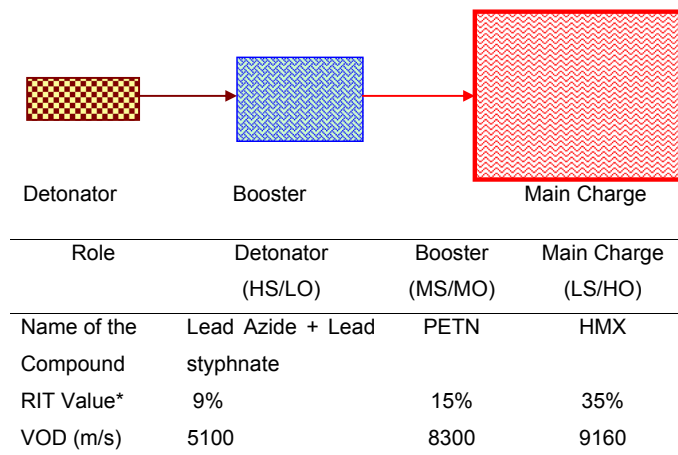 Detonator Booster Main Charge
Role Detonator Booster Main Charge
(HS/LO) (MS/MO) (LS/HO)
Name of the Lead Azide + Lead PETN HMX
Compound styphnate
RIT Value* 9% 15% 35%
VOD (m/s) 5100 8300 9160